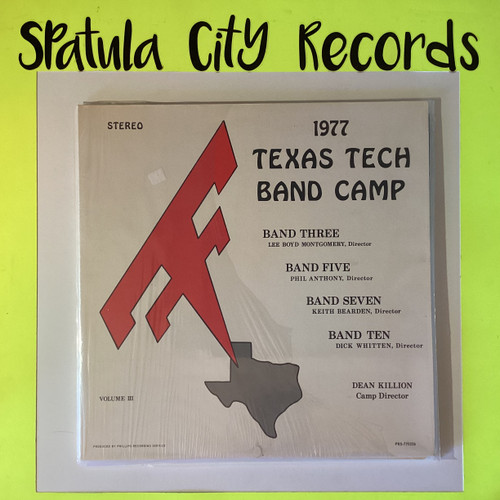 Spatula City Records
STEREO
1977
TEXAS TECH
BAND CAMP
BAND THREE
LEE BOYD MONTGOMERY, Director
BAND FIVE
PHIL ANTHONY, Director
BAND SEVEN
KEITH BEARDEN, Director
BAND TEN
DICK WHITTEN, Director
DEAN KILLION
Camp Director
VOLUME III